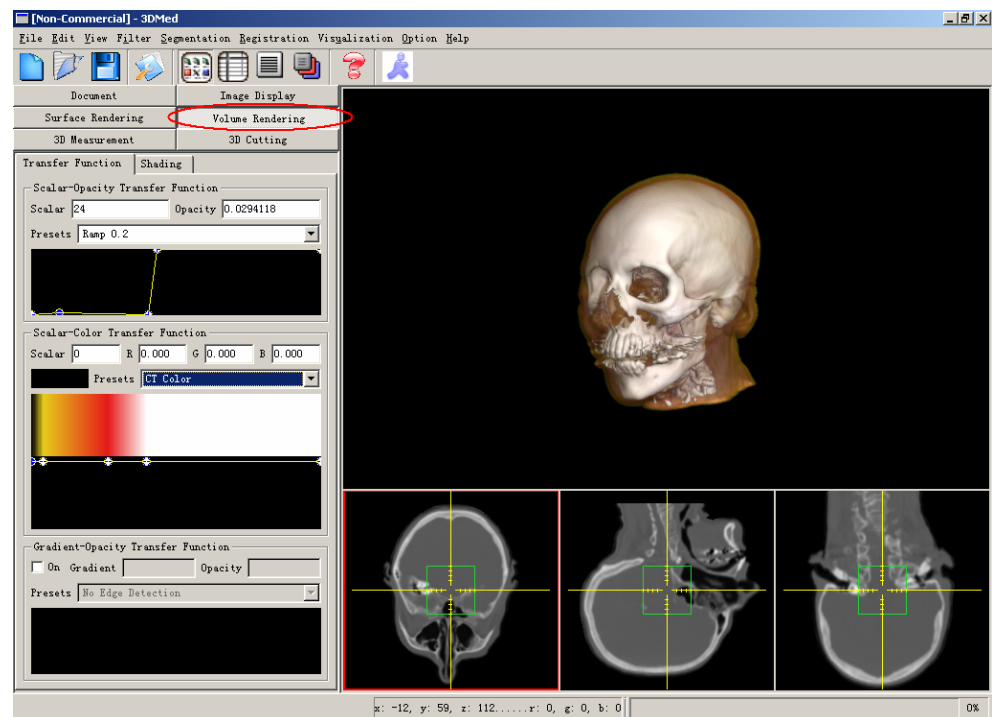 [Non-Commercial] - 3DMed
File Edit View Filter Segmentation Registration Visualization Option Help
Document Image Display
Surface Rendering Volume Rendering
3D Measurement 3D Cutting
Transfer Function Shading
Scalar-Opacity Transfer Function
Scalar 24 Opacity 0.0294118
Presets Ramp 0.2
Scalar-Color Transfer Function
Scalar 0 R 0.000 G 0.000 B 0.000
Presets CT Color
Gradient-Opacity Transfer Function
On Gradient Opacity
Presets No Edge Detection
x: -12, y: 59, z: 112......r: 0, g: 0, b: 0 0%